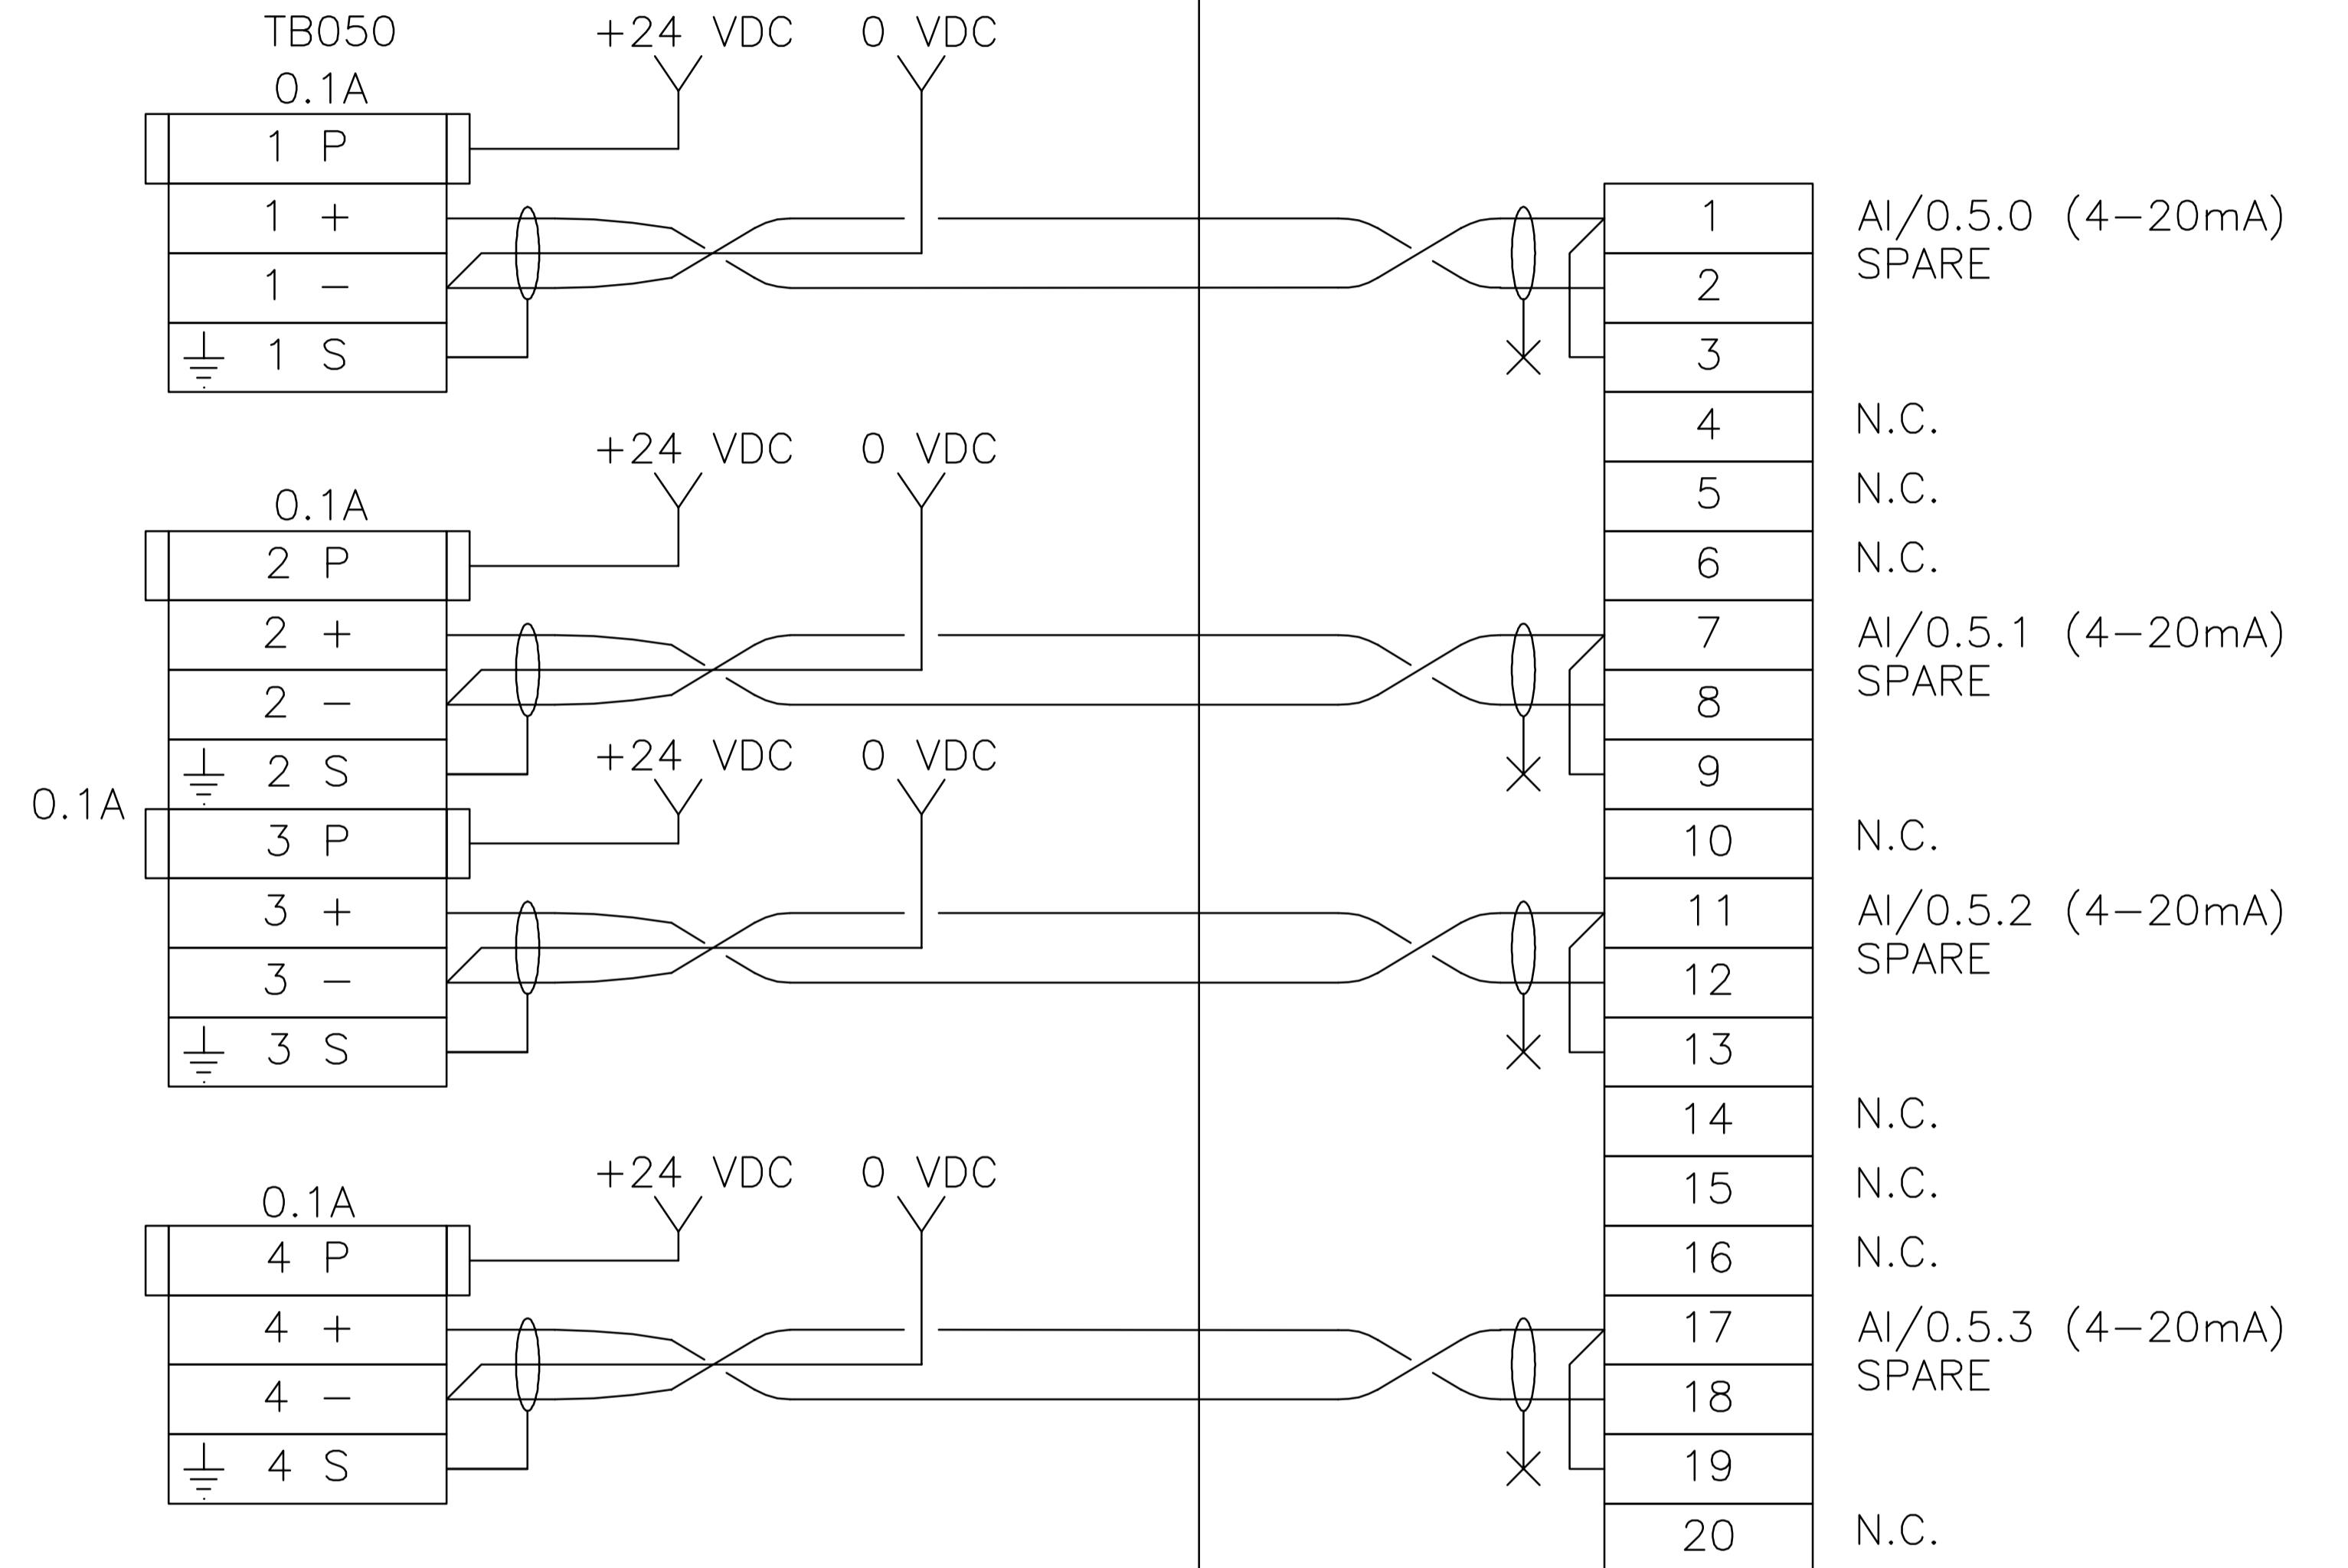 TB050
+24 VDC
0 VDC
0.1A
1 P
1 +
1 -
1 S
+24 VDC
0 VDC
0.1A
2 P
2 +
2 -
2 S
+24 VDC
0 VDC
0.1A
3 P
3 +
3 -
3 S
+24 VDC
0 VDC
0.1A
4 P
4 +
4 -
4 S
1
AI/0.5.0 (4-20mA)
SPARE
2
3
4
N.C.
5
N.C.
6
N.C.
7
AI/0.5.1 (4-20mA)
SPARE
8
9
10
N.C.
11
AI/0.5.2 (4-20mA)
SPARE
12
13
14
N.C.
15
N.C.
16
N.C.
17
AI/0.5.3 (4-20mA)
SPARE
18
19
20
N.C.